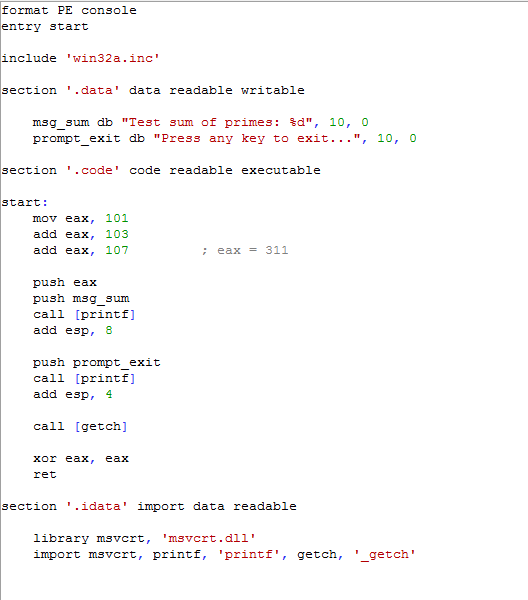 format PE console
entry start

include 'win32a.inc'

section '.data' data readable writable

    msg_sum db "Test sum of primes: %d", 10, 0
    prompt_exit db "Press any key to exit...", 10, 0

section '.code' code readable executable

start:
    mov eax, 101
    add eax, 103
    add eax, 107         ; eax = 311

    push eax
    push msg_sum
    call [printf]
    add esp, 8

    push prompt_exit
    call [printf]
    add esp, 4

    call [getch]

    xor eax, eax
    ret

section '.idata' import data readable

    library msvcrt, 'msvcrt.dll'
    import msvcrt, printf, 'printf', getch, '_getch'